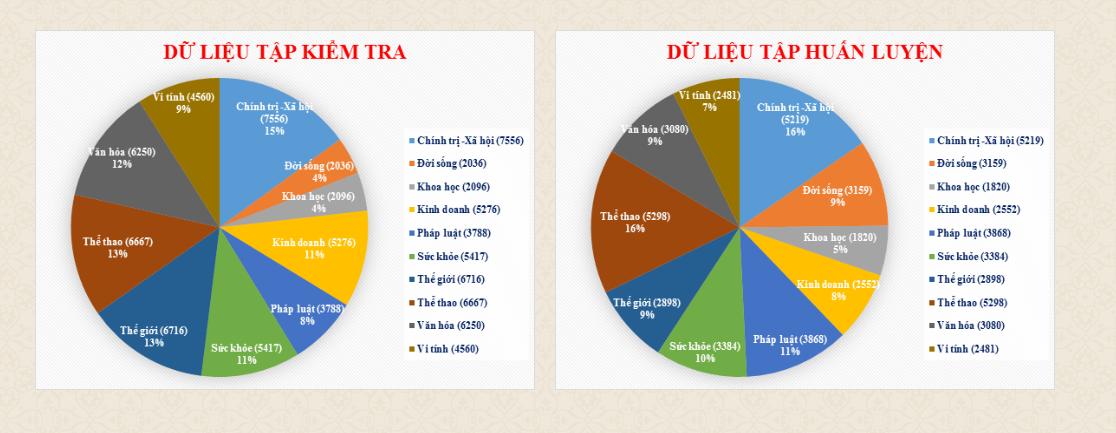 DỮ LIỆU TẬP KIỂM TRA
Vi tính (4560)
9%
Chính trị -Xã hội
(7556)
15%
Đời sống (2036)
4%
Khoa học (2096)
4%
Kinh doanh (5276)
11%
Pháp luật (3788)
8%
Sức khỏe (5417)
11%
Thế giới (6716)
13%
Thể thao (6667)
13%
Văn hóa (6250)
12%
Chính trị -Xã hội (7556)
Đời sống (2036)
Khoa học (2096)
Kinh doanh (5276)
Pháp luật (3788)
Sức khỏe (5417)
Thế giới (6716)
Thể thao (6667)
Văn hóa (6250)
Vi tính (4560)
DỮ LIỆU TẬP HUẤN LUYỆN
Vi tính (2481)
7%
Chính trị -Xã hội
(5219)
16%
Đời sống (3159)
9%
Khoa học (1820)
5%
Kinh doanh (2552)
8%
Pháp luật (3868)
11%
Sức khỏe (3384)
10%
Thế giới (2898)
9%
Thể thao (5298)
16%
Văn hóa (3080)
9%
Chính trị -Xã hội (5219)
Đời sống (3159)
Khoa học (1820)
Kinh doanh (2552)
Pháp luật (3868)
Sức khỏe (3384)
Thế giới (2898)
Thể thao (5298)
Văn hóa (3080)
Vi tính (2481)